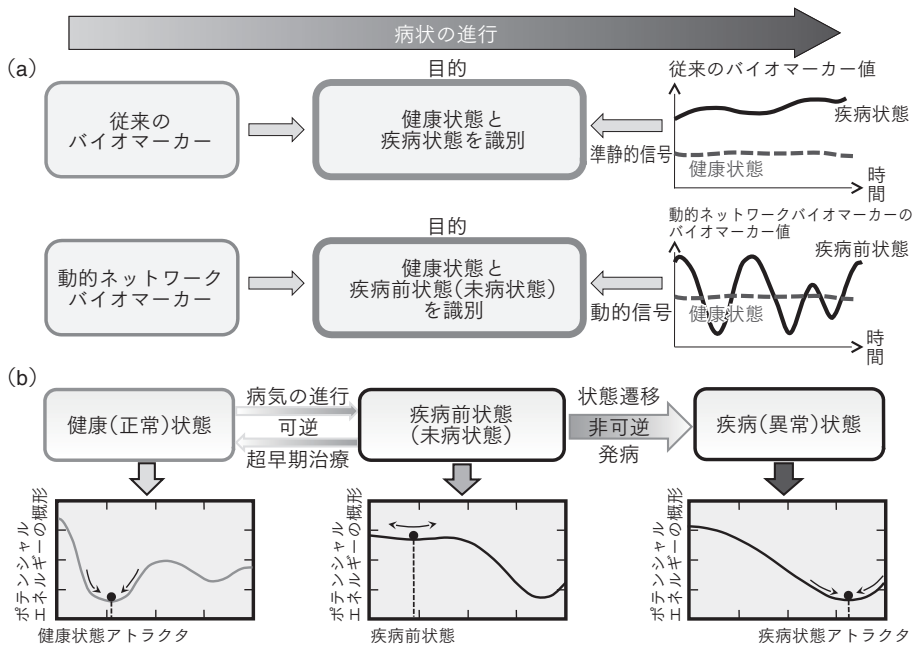 病状の進行
(a)
従来の
バイオマーカー
目的
健康状態と
疾病状態を識別
準静的信号
従来のバイオマーカー値
疾病状態
健康状態
時
間
動的ネットワーク
バイオマーカー
目的
健康状態と
疾病前状態(未病状態)
を識別
動的信号
動的ネットワークバイオマーカーの
バイオマーカー値
疾病前状態
健康状態
時
間
(b)
健康(正常)状態
病気の進行
可逆
超早期治療
疾病前状態
(未病状態)
状態遷移
非可逆
発病
疾病(異常)状態
ポテンシャル
エネルギーの概形
健康状態アトラクタ
ポテンシャル
エネルギーの概形
疾病前状態
ポテンシャル
エネルギーの概形
疾病状態アトラクタ